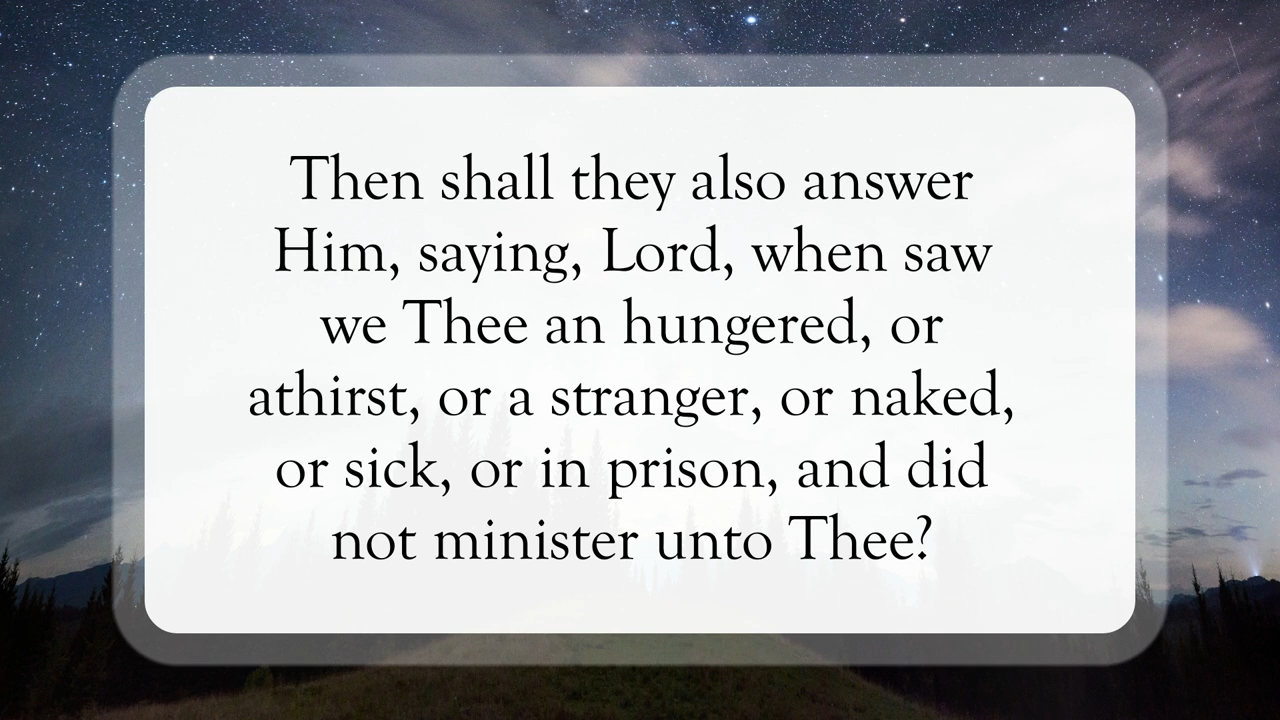 Then shall they also answer
Him, saying, Lord, when saw
we Thee an hungered, or
athirst, or a stranger, or naked,
or sick, or in prison, and did
not minister unto Thee?